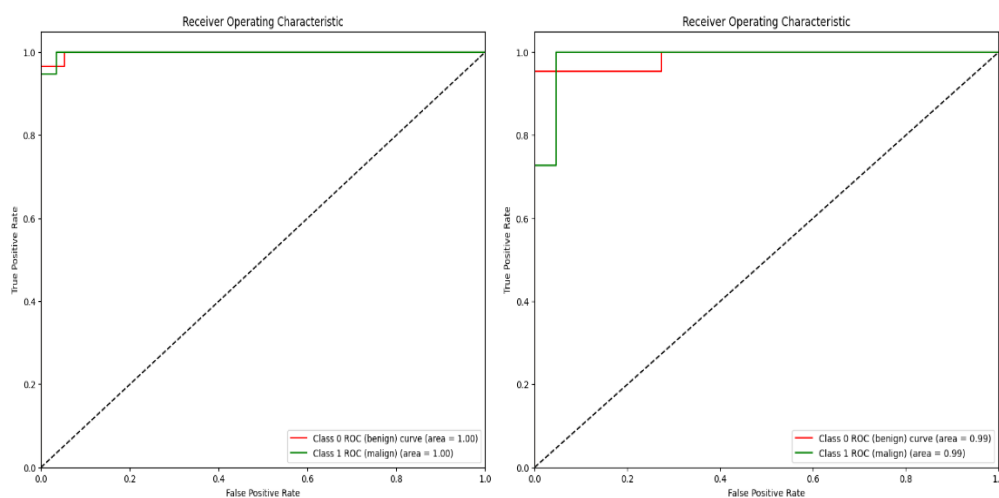 Receiver Operating Characteristic
1.0
0.8
0.6
0.4
0.2
0.0
True Positive Rate
0.0 0.2 0.4 0.6 0.8 1.0
False Positive Rate
Class 0 ROC (benign) curve (area = 1.00)
Class 1 ROC (malign) (area = 1.00)
Receiver Operating Characteristic
1.0
0.8
0.6
0.4
0.2
0.0
True Positive Rate
0.0 0.2 0.4 0.6 0.8 1.0
False Positive Rate
Class 0 ROC (benign) curve (area = 0.99)
Class 1 ROC (malign) (area = 0.99)